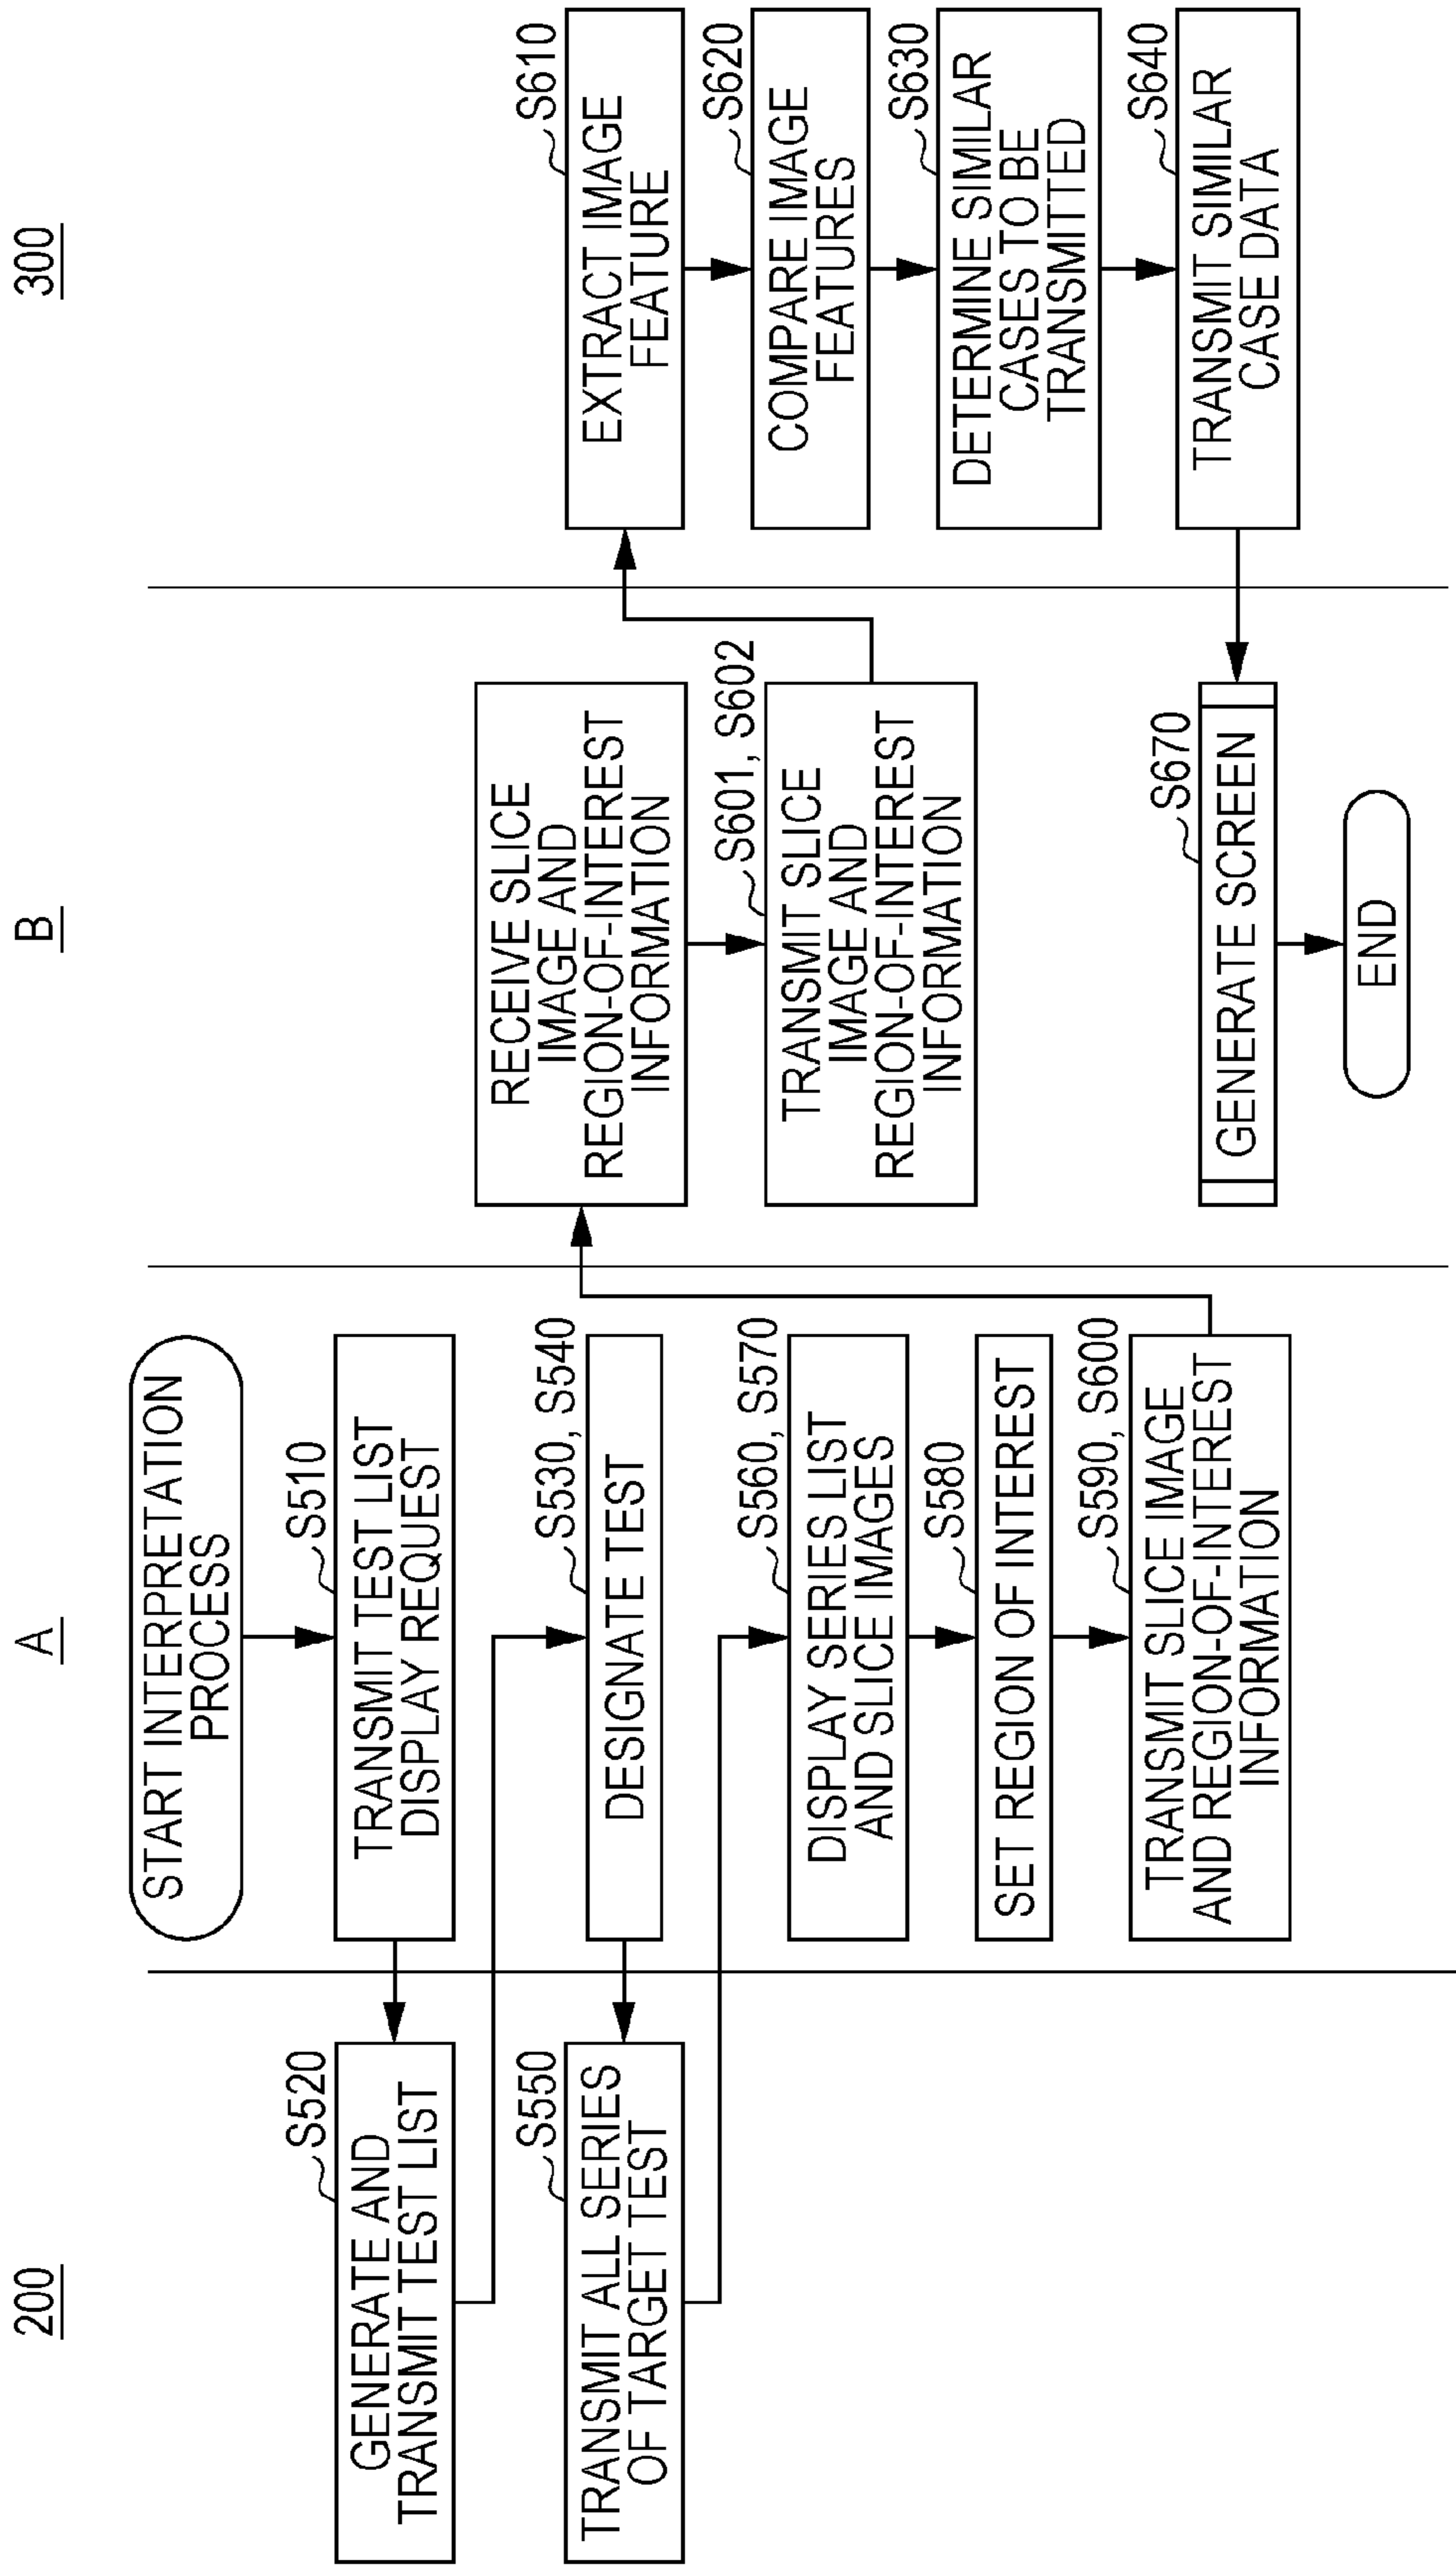 200
A
B
300
START INTERPRETATION
PROCESS
S510
TRANSMIT TEST LIST
DISPLAY REQUEST
S520
GENERATE AND
TRANSMIT TEST LIST
S530, S540
DESIGNATE TEST
S550
TRANSMIT ALL SERIES
OF TARGET TEST
S560, S570
DISPLAY SERIES LIST
AND SLICE IMAGES
S580
SET REGION OF INTEREST
S590, S600
TRANSMIT SLICE IMAGE
AND REGION-OF-INTEREST
INFORMATION
RECEIVE SLICE
IMAGE AND
REGION-OF-INTEREST
INFORMATION
S601, S602
TRANSMIT SLICE
IMAGE AND
REGION-OF-INTEREST
INFORMATION
S610
EXTRACT IMAGE
FEATURE
S620
COMPARE IMAGE
FEATURES
S630
DETERMINE SIMILAR
CASES TO BE
TRANSMITTED
S640
TRANSMIT SIMILAR
CASE DATA
S670
GENERATE SCREEN
END